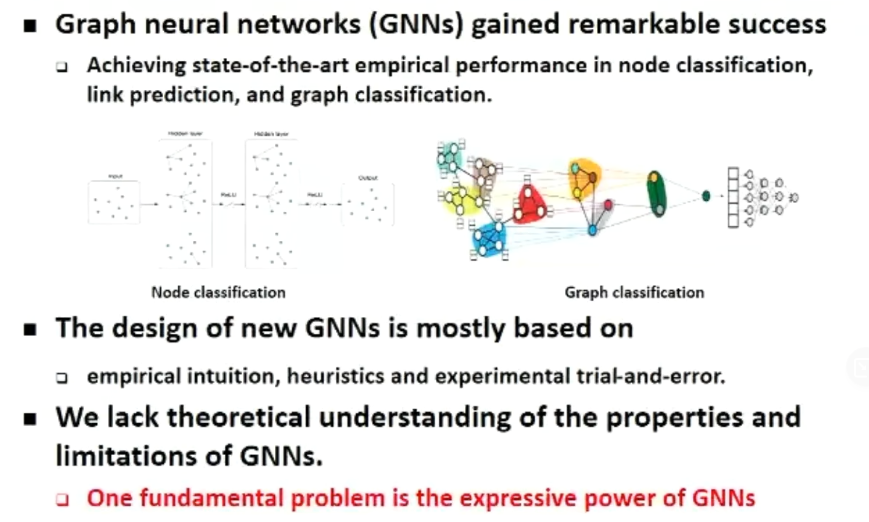 Graph neural networks (GNNs) gained remarkable success
Achieving state-of-the-art empirical performance in node classification,
link prediction, and graph classification.
Hidden layer Hidden layer
Input
Output
ReLU ReLU
Node classification
Graph classification
The design of new GNNs is mostly based on
empirical intuition, heuristics and experimental trial-and-error.
We lack theoretical understanding of the properties and
limitations of GNNs.
One fundamental problem is the expressive power of GNNs